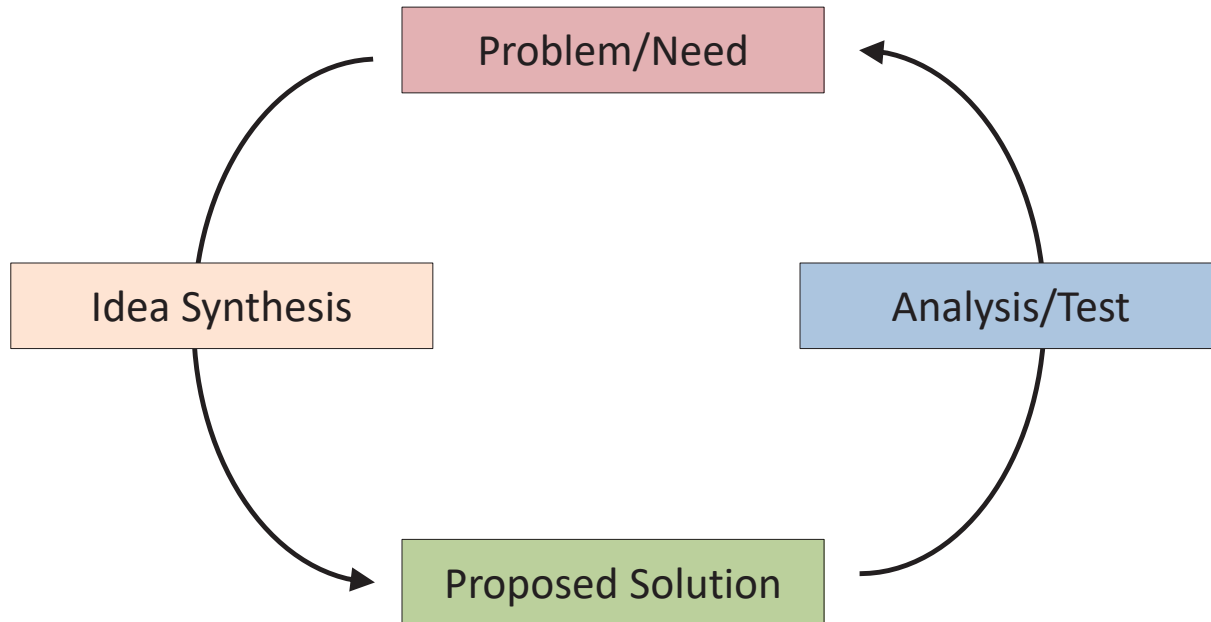 Problem/Need
Idea Synthesis
Analysis/Test
Proposed Solution